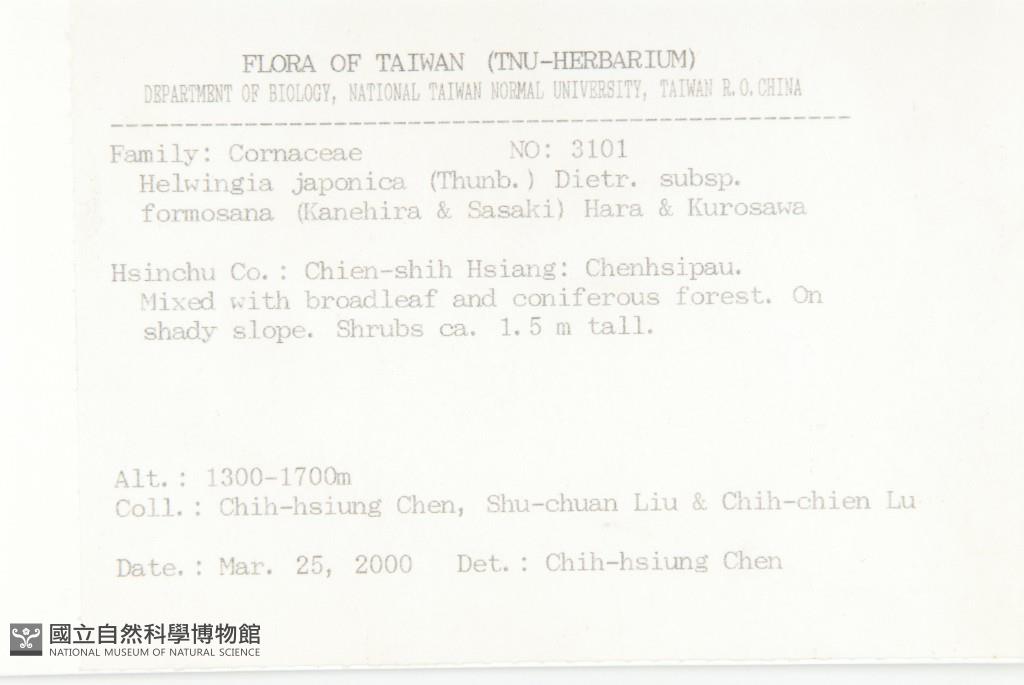 FLORA OF TAIWAN (TNU-HERBARIUM)
DEPARTMENT OF BIOLOGY, NATIONAL TAIWAN NORMAL UNIVERSITY, TAIWAN R.O.CHINA
Family: Cornaceae NO: 3101
Helwingia japonica (Thunb.) Dietr. subsp.
formosana (Kanehira & Sasaki) Hara & Kurosawa
Hsinchu Co.: Chien-shih Hsiang: Chenhsipau.
Mixed with broadleaf and coniferous forest. On
shady slope. Shrubs ca. 1.5 m tall.
Alt.: 1300-1700m
Coll.: Chih-hsiung Chen, Shu-chuan Liu & Chih-chien Lu
Date.: Mar. 25, 2000 Det.: Chih-hsiung Chen
國立自然科學博物館
NATIONAL MUSEUM OF NATURAL SCIENCE